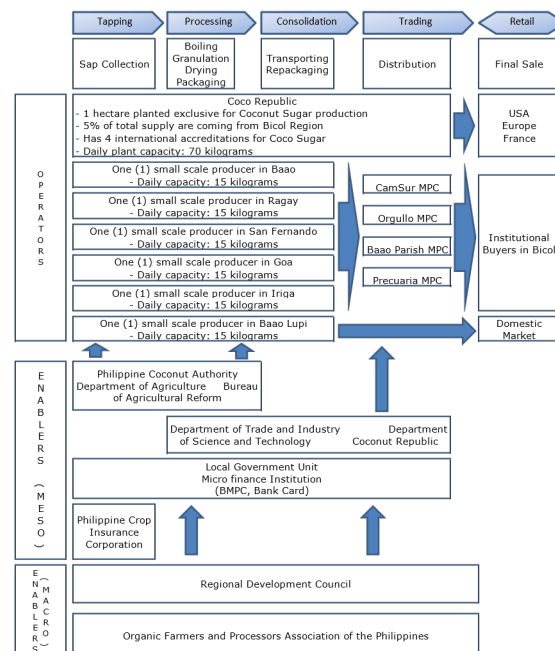 Tapping
Processing
Consolidation
Trading
Retail
Sap Collection
Boiling
Granulation
Drying
Packaging
Transporting
Repackaging
Distribution
Final Sale
OPERATORS
Coco Republic
- 1 hectare planted exclusive for Coconut Sugar production
- 5% of total supply are coming from Bicol Region
- Has 4 international accreditations for Coco Sugar
- Daily plant capacity: 70 kilograms
USA
Europe
France
One (1) small scale producer in Baao
- Daily capacity: 15 kilograms
One (1) small scale producer in Ragay
- Daily capacity: 15 kilograms
One (1) small scale producer in San Fernando
- Daily capacity: 15 kilograms
One (1) small scale producer in Goa
- Daily capacity: 15 kilograms
One (1) small scale producer in Iriga
- Daily capacity: 15 kilograms
One (1) small scale producer in Baao Lupi
- Daily capacity: 15 kilograms
CamSur MPC
Orgullo MPC
Baao Parish MPC
Precuaria MPC
Institutional
Buyers in Bicol
Domestic
Market
ENABLERS (MESO)
Philippine Coconut Authority
Department of Agriculture Bureau
of Agricultural Reform
Department of Trade and Industry Department
of Science and Technology Coconut Republic
Local Government Unit
Micro finance Institution
(BMPC, Bank Card)
Philippine Crop
Insurance
Corporation
ENABLERS (MACRO)
Regional Development Council
Organic Farmers and Processors Association of the Philippines